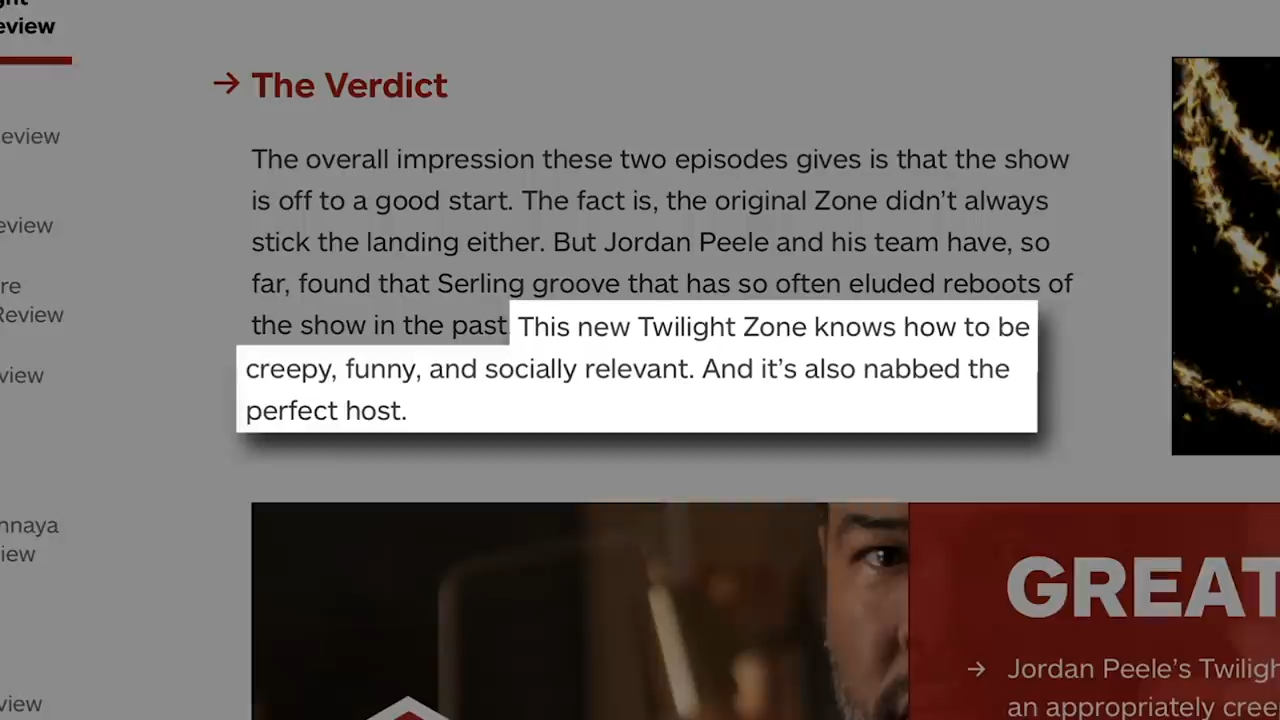 eview
The Verdict
eview
The overall impression these two episodes gives is that the show
is off to a good start. The fact is, the original Zone didn’t always
eview
stick the landing either. But Jordan Peele and his team have, so
re
far, found that Serling groove that has so often eluded reboots of
Review
the show in the past
This new Twilight Zone knows how to be
view
creepy, funny, and socially relevant. And it’s also nabbed the
perfect host.
nnaya
iew
GREAT
Jordan Peele’s Twiligh
an appropriately cree
view